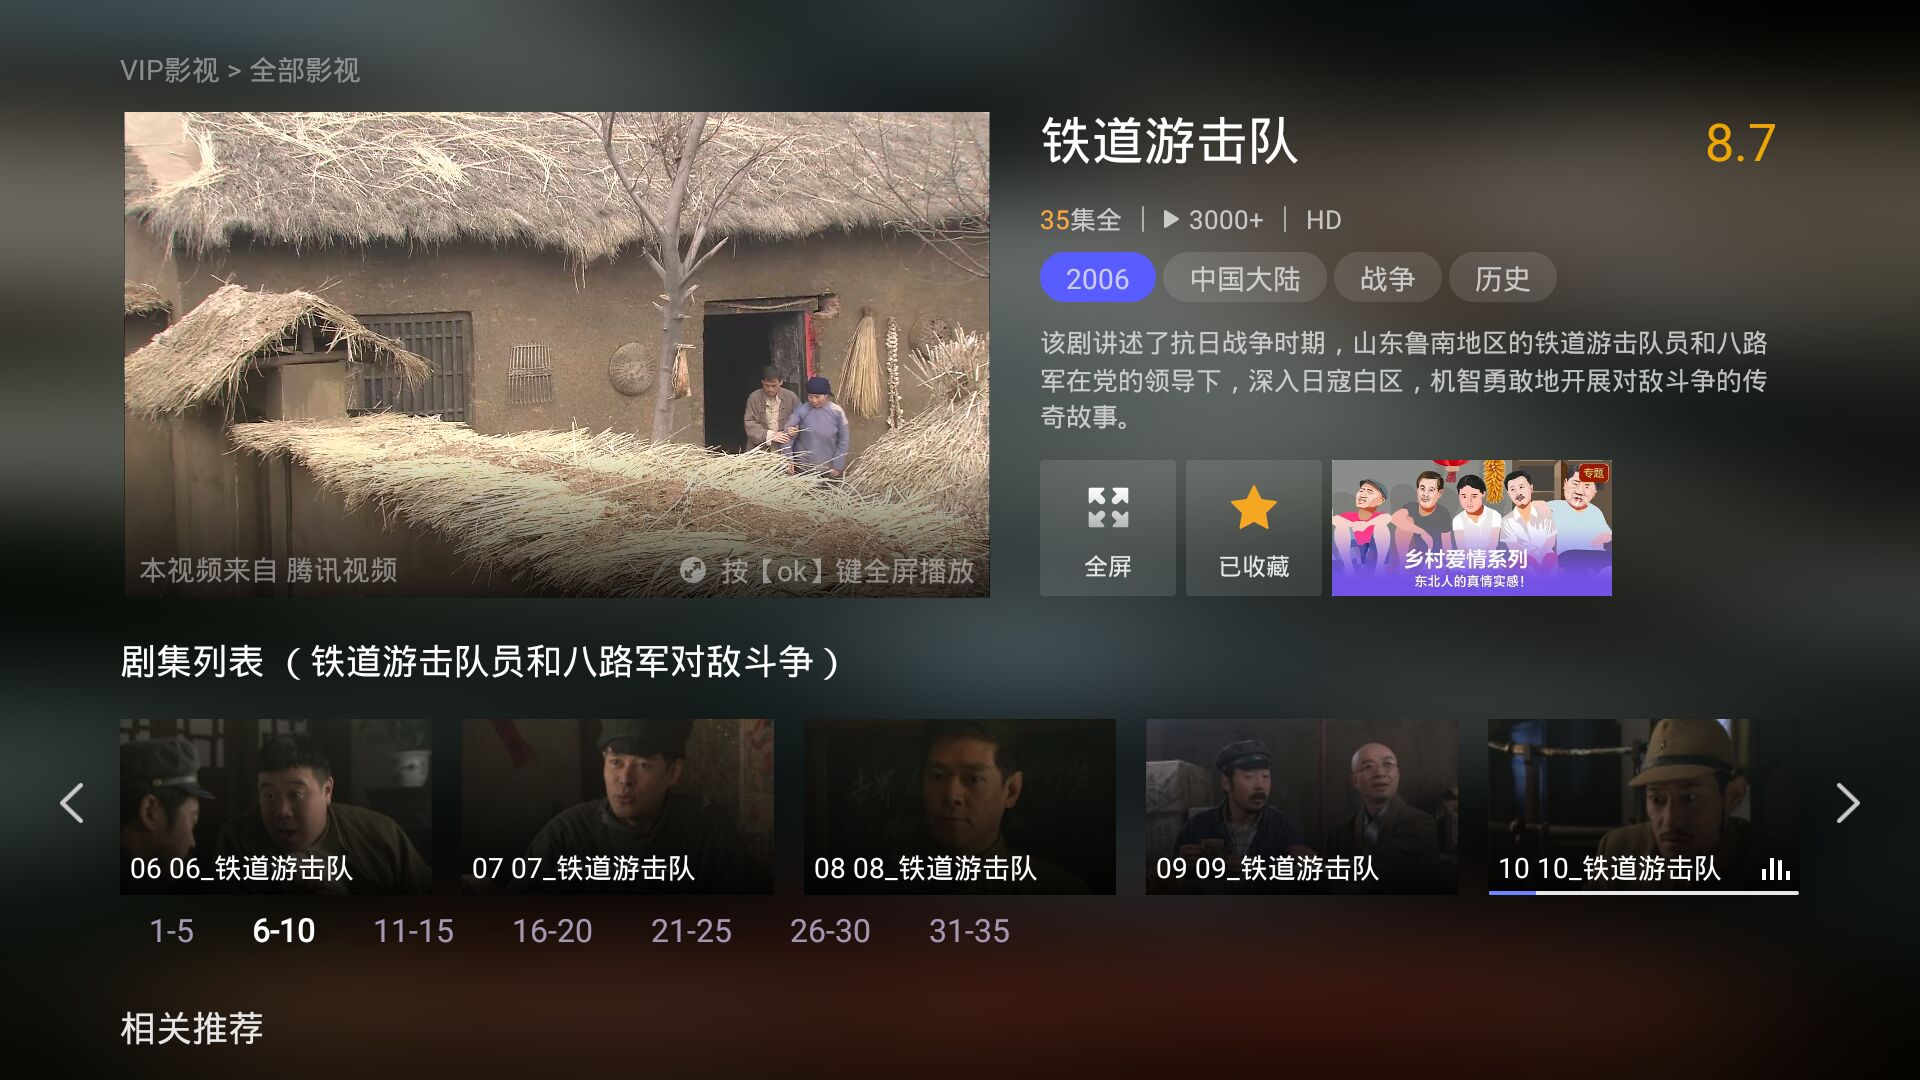 VIP影视 > 全部影视
铁道游击队
8.7
35集全 | 3000+ | HD
2006 中国大陆 战争 历史
该剧讲述了抗日战争时期，山东鲁南地区的铁道游击队员和八路
军在党的领导下，深入日寇白区，机智勇敢地开展对敌斗争的传
奇故事。
本视频来自 腾讯视频
按【ok】键全屏播放
全屏
已收藏
专题
乡村爱情系列
东北人的真情实感！
剧集列表 （铁道游击队员和八路军对敌斗争）
06 06_铁道游击队
07 07_铁道游击队
08 08_铁道游击队
09 09_铁道游击队
10 10_铁道游击队
1-5 6-10 11-15 16-20 21-25 26-30 31-35
相关推荐